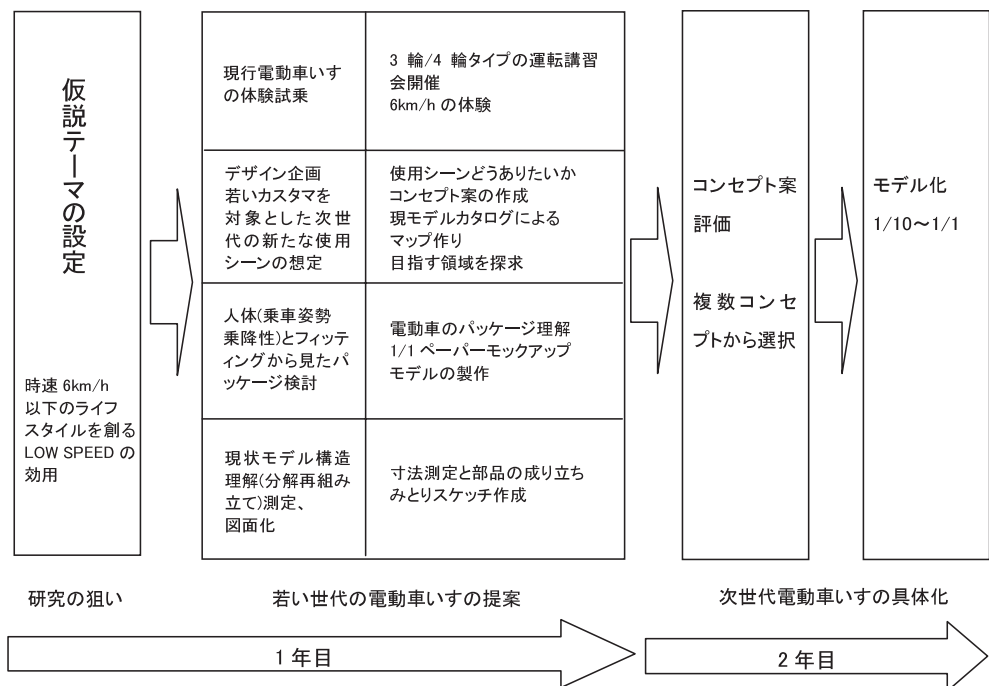 仮説テーマの設定
時速 6km/h
以下のライフ
スタイルを創る
LOW SPEED の
効用
現行電動車いす
の体験試乗
3 輪/4 輪タイプの運転講習
会開催
6km/h の体験
デザイン企画
若いカスタマを
対象とした次世
代の新たな使用
シーンの想定
使用シーンどうありたいか
コンセプト案の作成
現モデルカタログによる
マップ作り
目指す領域を探求
人体(乗車姿勢
乗降性)とフィッ
ティングから見たパ
ッケージ検討
電動車のパッケージ理解
1/1 ペーパーモックアップ
モデルの製作
現状モデル構造
理解(分解再組み
立て)測定、
図面化
寸法測定と部品の成り立ち
みとりスケッチ作成
コンセプト案
評価
複数コンセ
プトから選択
モデル化
1/10～1/1
研究の狙い
若い世代の電動車いすの提案
次世代電動車いすの具体化
1 年目
2 年目